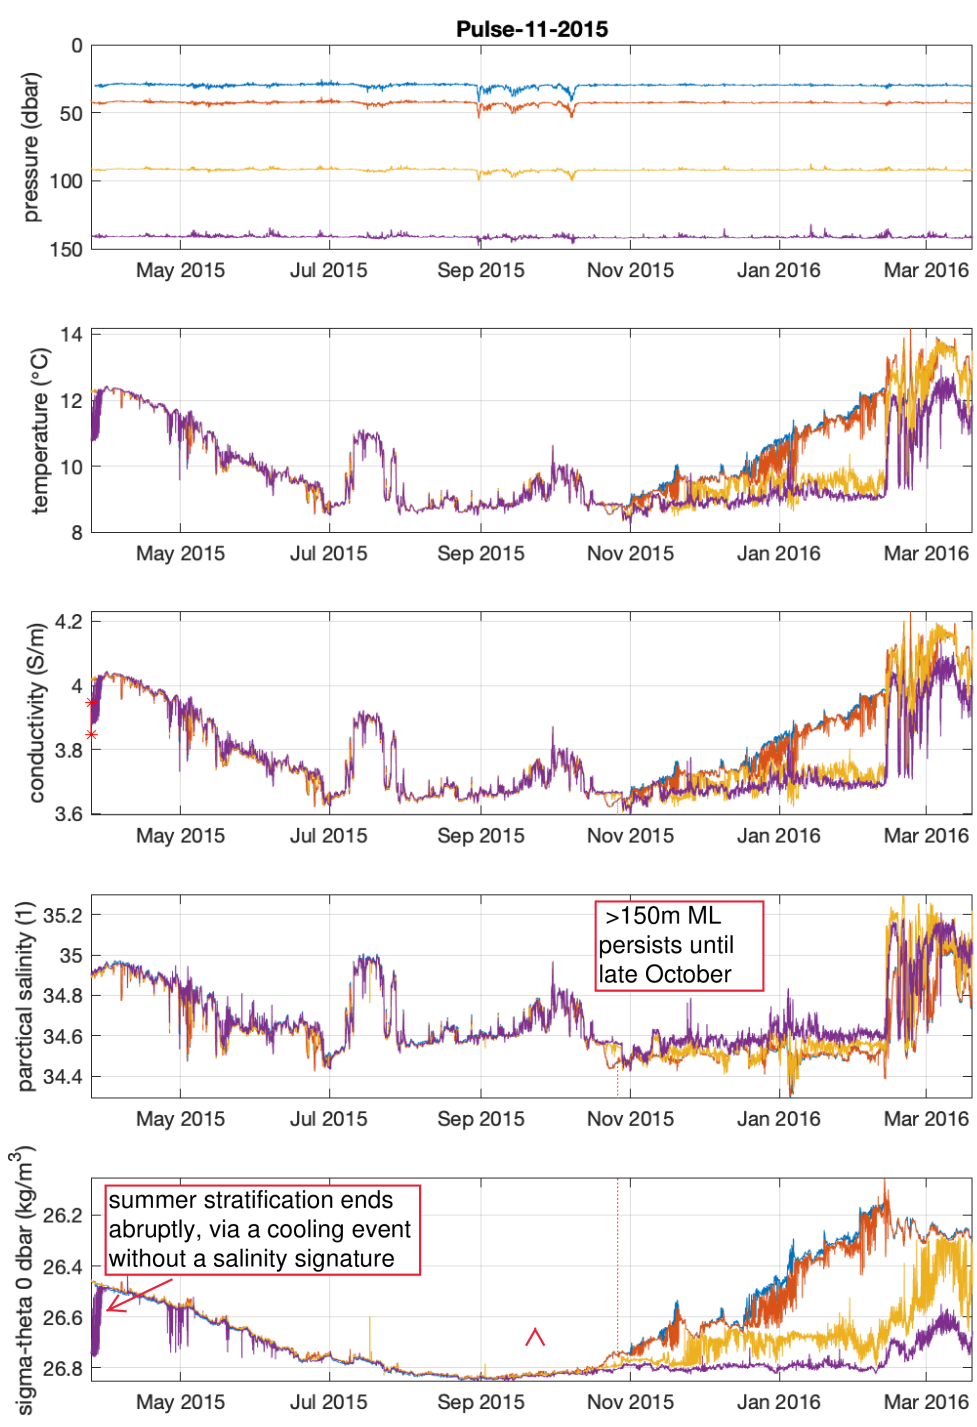 Pulse-11-2015
pressure (dbar)
0
50
100
150
May 2015 Jul 2015 Sep 2015 Nov 2015 Jan 2016 Mar 2016
temperature (°C)
14
12
10
8
May 2015 Jul 2015 Sep 2015 Nov 2015 Jan 2016 Mar 2016
conductivity (S/m)
4.2
4
3.8
3.6
May 2015 Jul 2015 Sep 2015 Nov 2015 Jan 2016 Mar 2016
parctical salinity (1)
35.2
35
34.8
34.6
34.4
>150m ML
persists until
late October
May 2015 Jul 2015 Sep 2015 Nov 2015 Jan 2016 Mar 2016
sigma-theta 0 dbar (kg/m³)
26.2
26.4
26.6
26.8
summer stratification ends
abruptly, via a cooling event
without a salinity signature
May 2015 Jul 2015 Sep 2015 Nov 2015 Jan 2016 Mar 2016